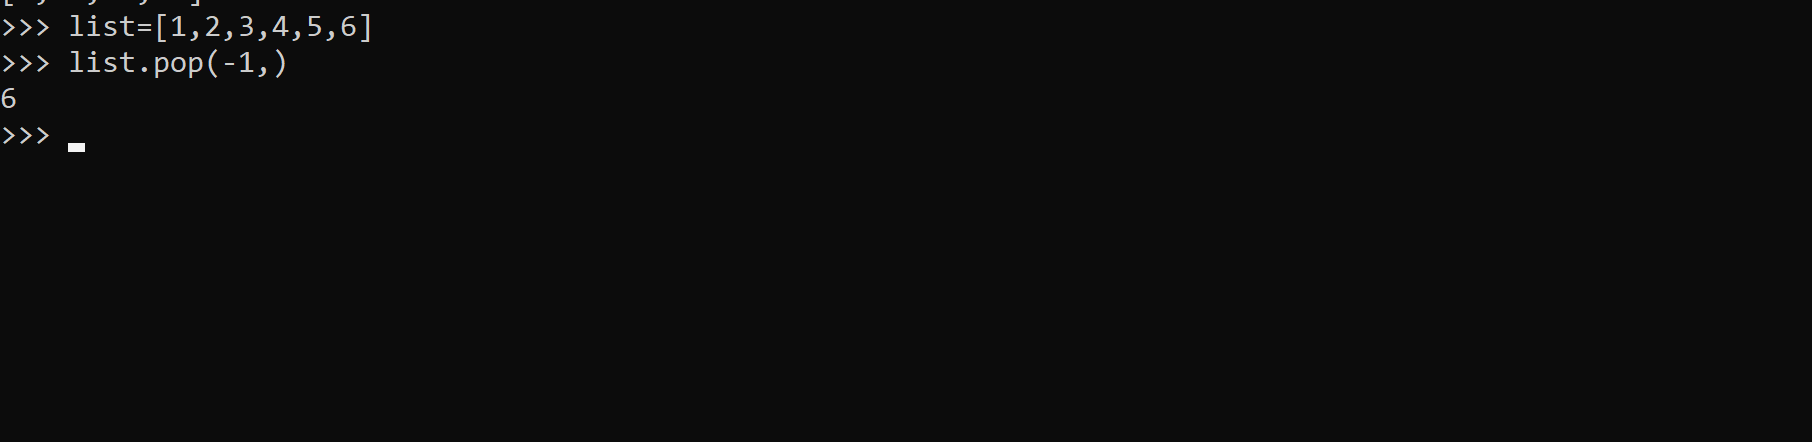 >>> list=[1,2,3,4,5,6]
>>> list.pop(-1,)
6
>>>